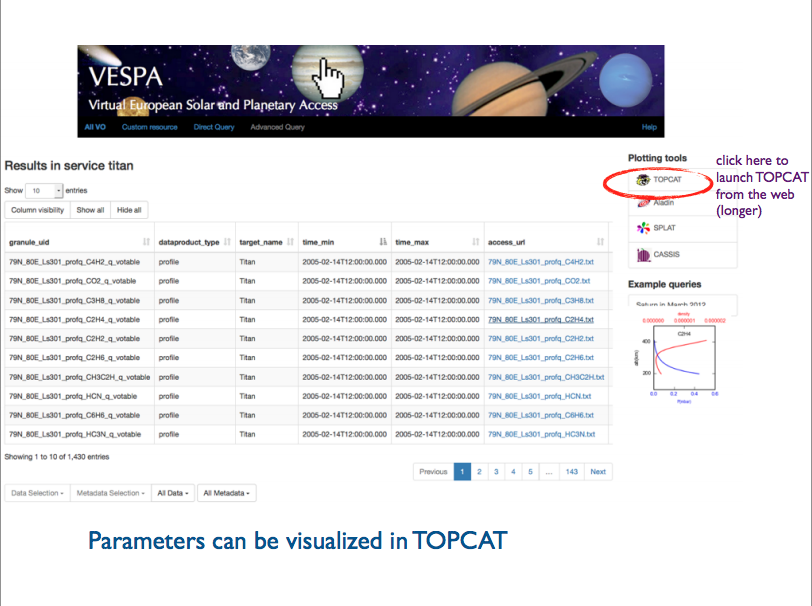 VESPA
Virtual European Solar and Planetary Access
All VO Custom resource Direct Query Advanced Query Help
Results in service titan
Show 10 entries
Column visibility Show all Hide all
granule_uid dataproduct_type target_name time_min time_max access_url
79N_80E_Ls301_profq_C4H2_q_votable profile Titan 2005-02-14T12:00:00.000 2005-02-14T12:00:00.000 79N_80E_Ls301_profq_C4H2.txt
79N_80E_Ls301_profq_CO2_q_votable profile Titan 2005-02-14T12:00:00.000 2005-02-14T12:00:00.000 79N_80E_Ls301_profq_CO2.txt
79N_80E_Ls301_profq_C3H8_q_votable profile Titan 2005-02-14T12:00:00.000 2005-02-14T12:00:00.000 79N_80E_Ls301_profq_C3H8.txt
79N_80E_Ls301_profq_C2H4_q_votable profile Titan 2005-02-14T12:00:00.000 2005-02-14T12:00:00.000 79N_80E_Ls301_profq_C2H4.txt
79N_80E_Ls301_profq_C2H2_q_votable profile Titan 2005-02-14T12:00:00.000 2005-02-14T12:00:00.000 79N_80E_Ls301_profq_C2H2.txt
79N_80E_Ls301_profq_C2H6_q_votable profile Titan 2005-02-14T12:00:00.000 2005-02-14T12:00:00.000 79N_80E_Ls301_profq_C2H6.txt
79N_80E_Ls301_profq_CH3C2H_q_votable profile Titan 2005-02-14T12:00:00.000 2005-02-14T12:00:00.000 79N_80E_Ls301_profq_CH3C2H.txt
79N_80E_Ls301_profq_HCN_q_votable profile Titan 2005-02-14T12:00:00.000 2005-02-14T12:00:00.000 79N_80E_Ls301_profq_HCN.txt
79N_80E_Ls301_profq_C6H6_q_votable profile Titan 2005-02-14T12:00:00.000 2005-02-14T12:00:00.000 79N_80E_Ls301_profq_C6H6.txt
79N_80E_Ls301_profq_HC3N_q_votable profile Titan 2005-02-14T12:00:00.000 2005-02-14T12:00:00.000 79N_80E_Ls301_profq_HC3N.txt
Showing 1 to 10 of 1,430 entries
Previous 1 2 3 4 5 ... 143 Next
Data Selection Metadata Selection All Data All Metadata
Plotting tools
TOPCAT
Aladin
SPLAT
CASSIS
click here to
launch TOPCAT
from the web
(longer)
Example queries
Saturn in March 2012
density
0.000000 0.000001 0.000002
C2H4
400
alt(km)
200
0.0 0.2 0.4 0.6
Parameters can be visualized in TOPCAT